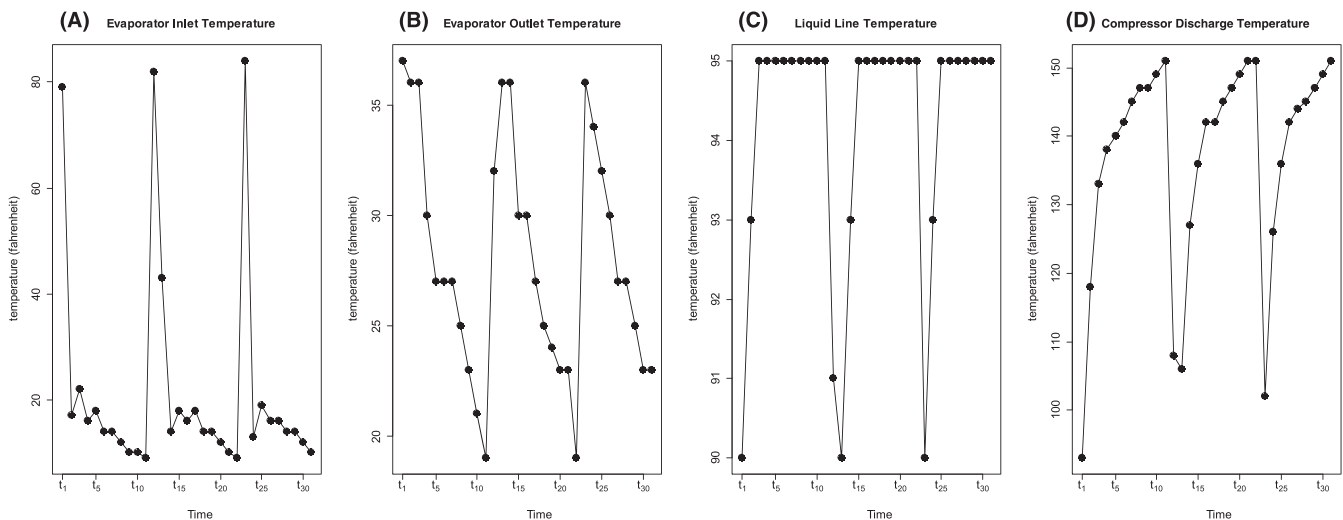 (A) Evaporator Inlet Temperature
temperature (fahrenheit)
80
60
40
20
t1 t5 t10 t15 t20 t25 t30
Time
(B) Evaporator Outlet Temperature
temperature (fahrenheit)
35
30
25
20
t1 t5 t10 t15 t20 t25 t30
Time
(C) Liquid Line Temperature
temperature (fahrenheit)
95
94
93
92
91
90
t1 t5 t10 t15 t20 t25 t30
Time
(D) Compressor Discharge Temperature
temperature (fahrenheit)
150
140
130
120
110
100
t1 t5 t10 t15 t20 t25 t30
Time